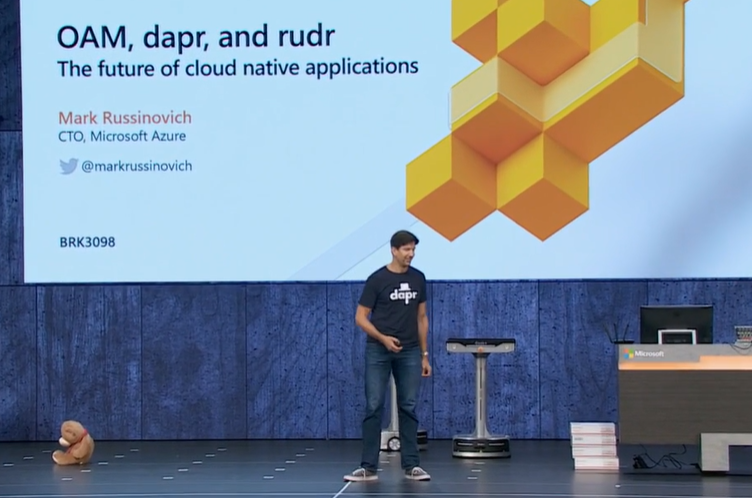 OAM, dapr, and rudr
The future of cloud native applications
Mark Russinovich
CTO, Microsoft Azure
@markrussinovich
BRK3098
dapr
Microsoft